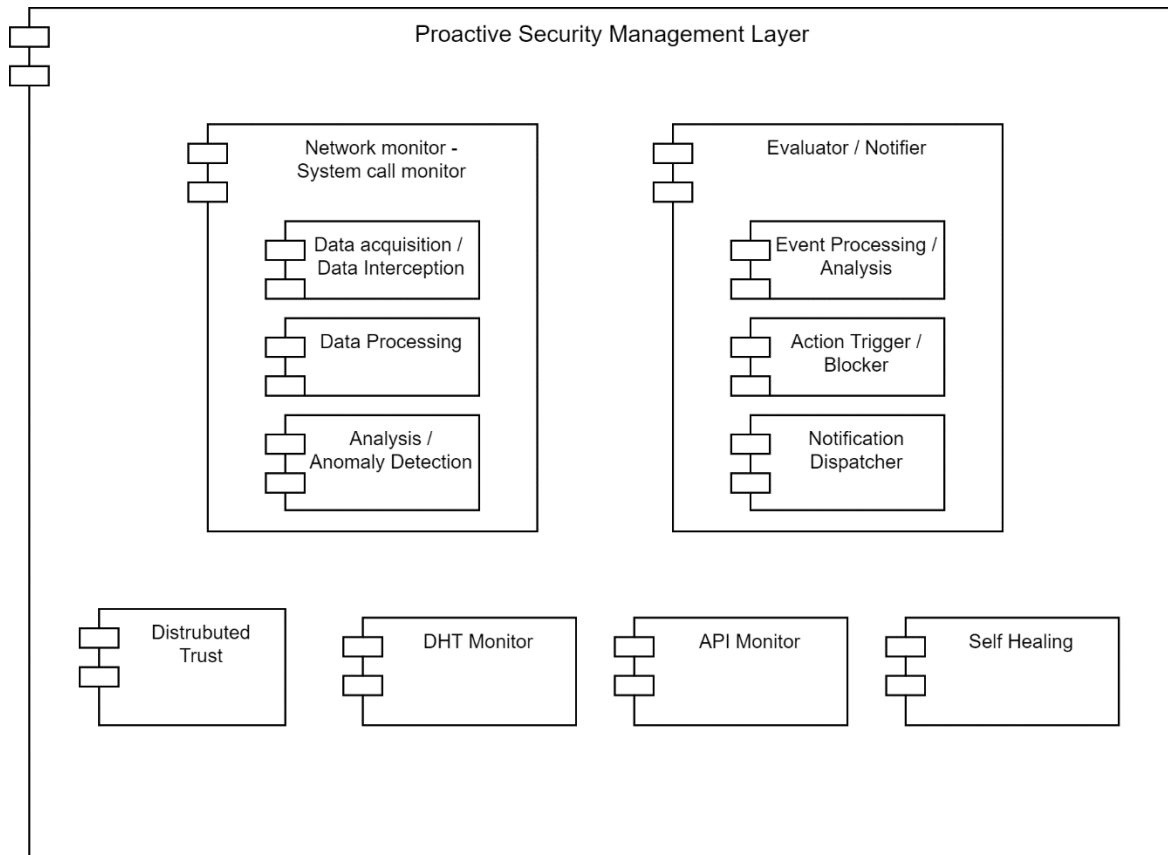 Proactive Security Management Layer
Network monitor -
System call monitor
Data acquisition /
Data Interception
Data Processing
Analysis /
Anomaly Detection
Evaluator / Notifier
Event Processing /
Analysis
Action Trigger /
Blocker
Notification
Dispatcher
Distrubuted
Trust
DHT Monitor
API Monitor
Self Healing